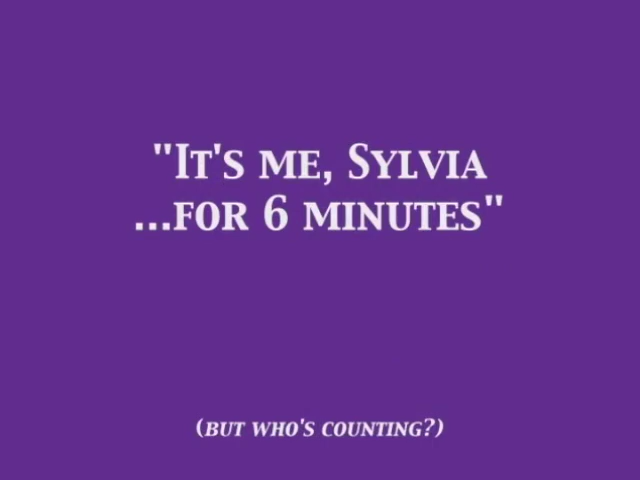 "It's me, Sylvia
...for 6 minutes"
(but who's counting?)